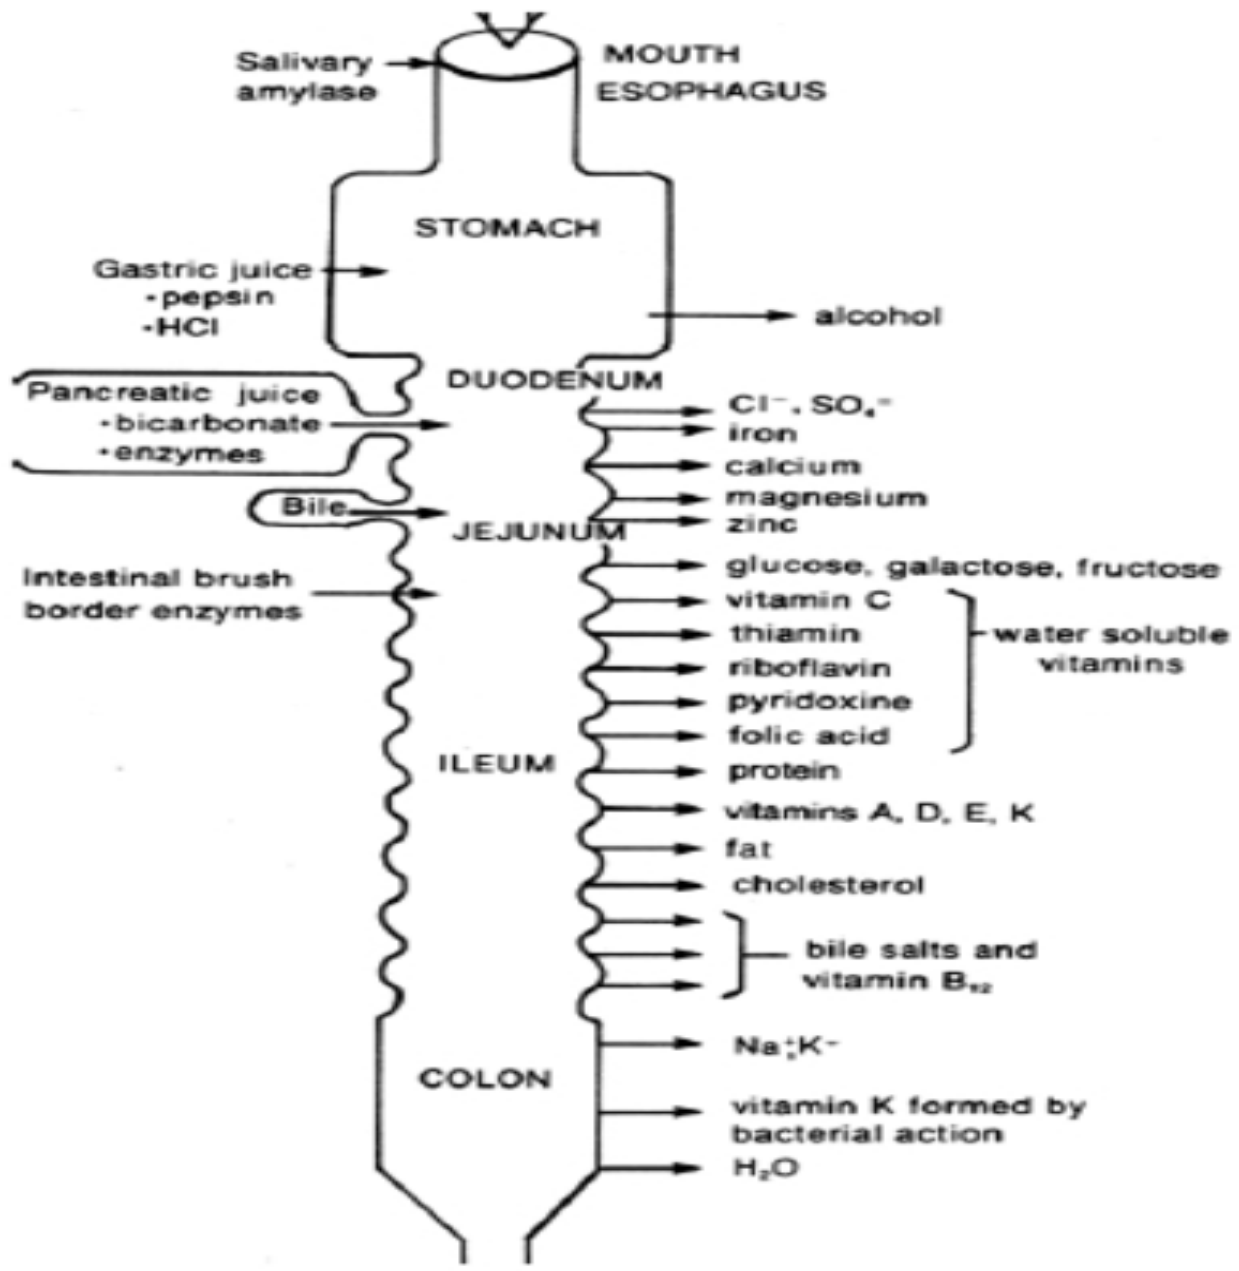 Salivary
amylase
MOUTH
ESOPHAGUS
STOMACH
Gastric juice
•pepsin
•HCl
alcohol
DUODENUM
Pancreatic juice
•bicarbonate
•enzymes
Cl⁻, SO₄⁻
iron
calcium
magnesium
zinc
Bile
JEJUNUM
Intestinal brush
border enzymes
glucose, galactose, fructose
vitamin C
thiamin
riboflavin
pyridoxine
folic acid
water soluble
vitamins
ILEUM
protein
vitamins A, D, E, K
fat
cholesterol
bile salts and
vitamin B₁₂
COLON
Na⁺,K⁻
vitamin K formed by
bacterial action
H₂O